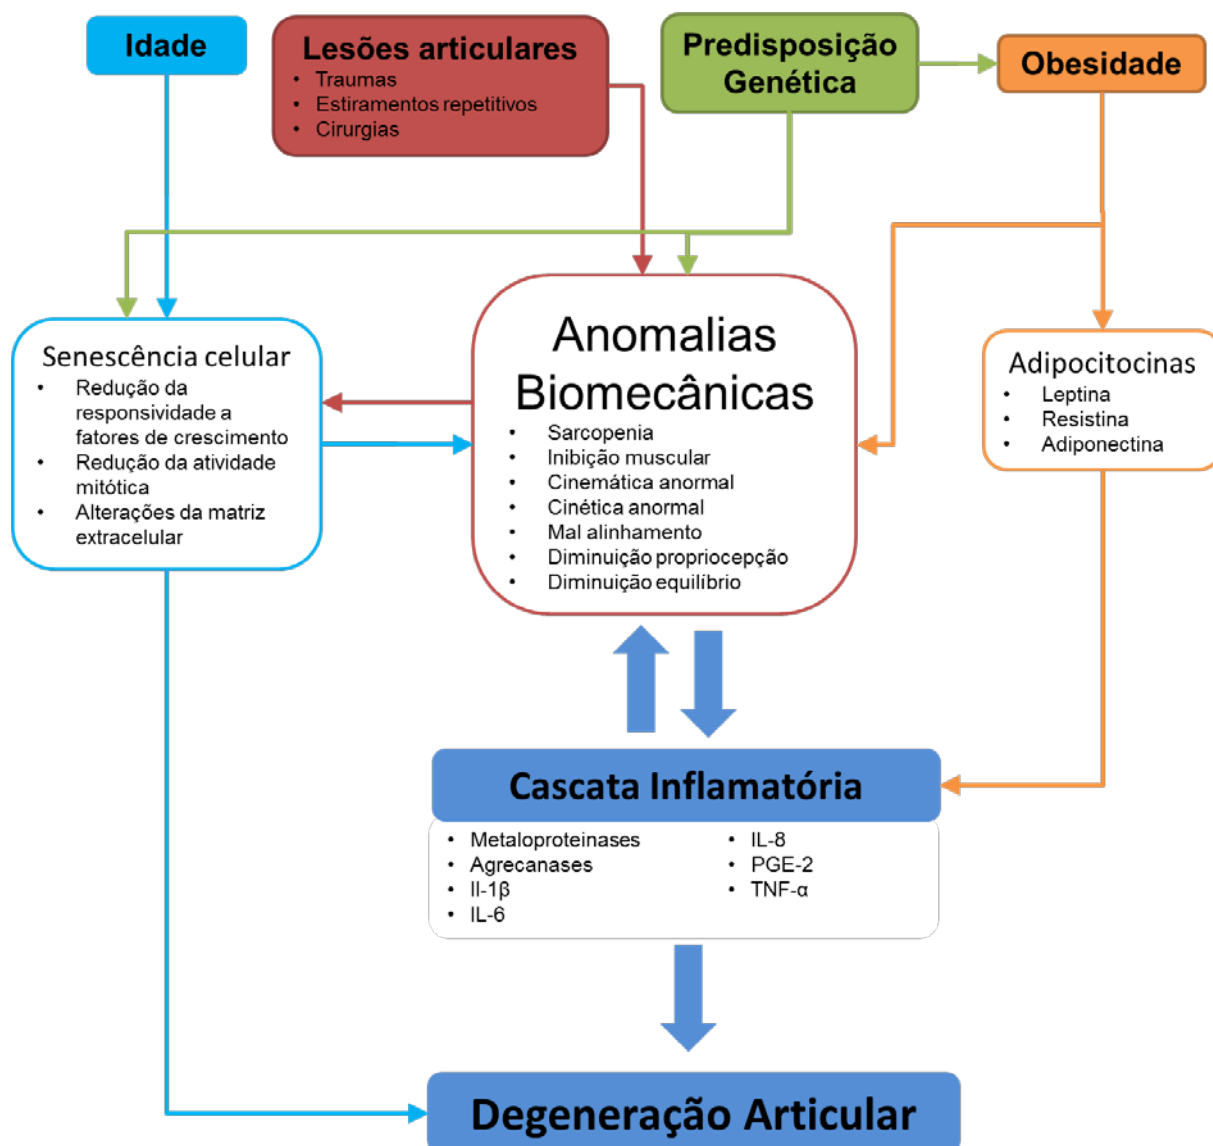 Idade
Lesões articulares
• Traumas
• Estiramentos repetitivos
• Cirurgias
Predisposição
Genética
Obesidade
Senescência celular
• Redução da
responsividade a
fatores de crescimento
• Redução da atividade
mitótica
• Alterações da matriz
extracelular
Anomalias
Biomecânicas
• Sarcopenia
• Inibição muscular
• Cinemática anormal
• Cinética anormal
• Mal alinhamento
• Diminuição propriocepção
• Diminuição equilíbrio
Adipocitocinas
• Leptina
• Resistina
• Adiponectina
Cascata Inflamatória
• Metaloproteinases
• Agrecanases
• Il-1β
• IL-6
• IL-8
• PGE-2
• TNF-α
Degeneração Articular